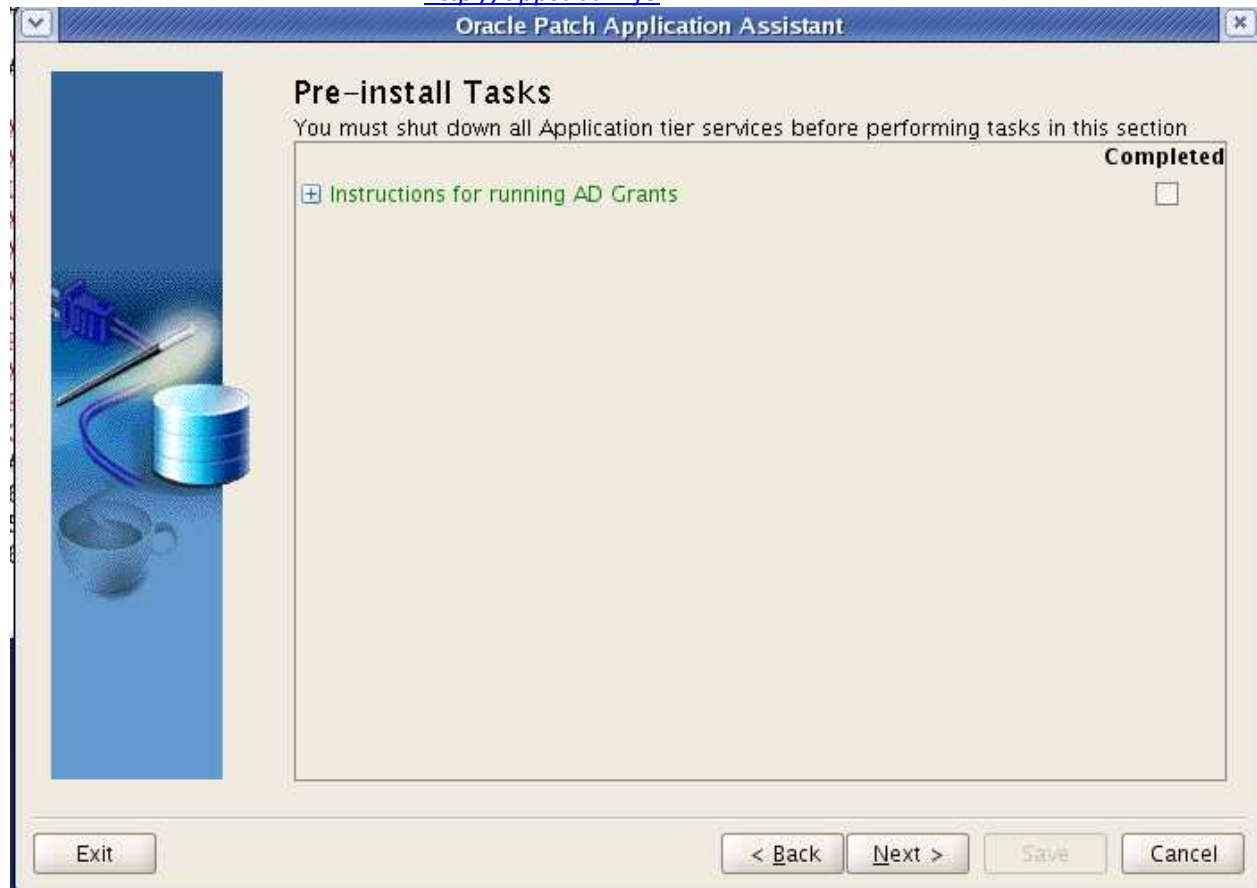 Oracle Patch Application Assistant
Pre-install Tasks
You must shut down all Application tier services before performing tasks in this section
Completed
Instructions for running AD Grants
Exit
< Back
Next >
Save
Cancel